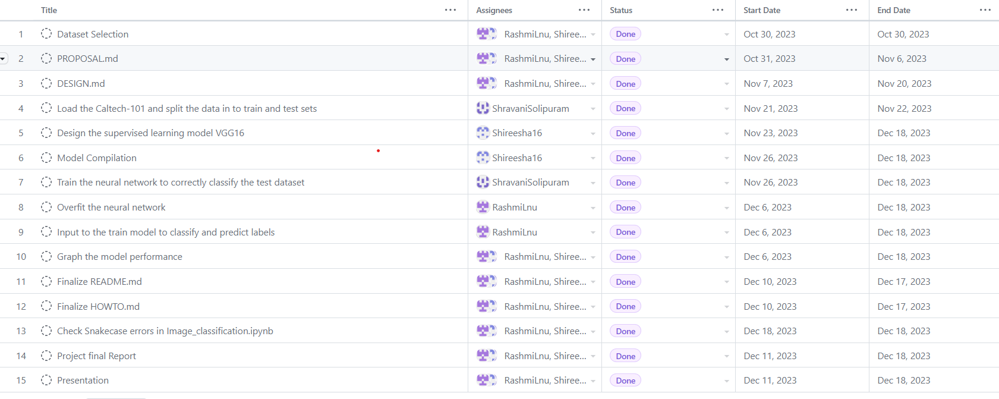 Title Assignees Status Start Date End Date
1 Dataset Selection RashmiLnu, Shiree... Done Oct 30, 2023 Oct 30, 2023
2 PROPOSAL.md RashmiLnu, Shiree... Done Oct 31, 2023 Nov 6, 2023
3 DESIGN.md RashmiLnu, Shiree... Done Nov 7, 2023 Nov 20, 2023
4 Load the Caltech-101 and split the data in to train and test sets ShravaniSolipuram Done Nov 21, 2023 Nov 22, 2023
5 Design the supervised learning model VGG16 Shireesha16 Done Nov 23, 2023 Dec 18, 2023
6 Model Compilation Shireesha16 Done Nov 26, 2023 Dec 18, 2023
7 Train the neural network to correctly classify the test dataset ShravaniSolipuram Done Nov 26, 2023 Dec 18, 2023
8 Overfit the neural network RashmiLnu Done Dec 6, 2023 Dec 18, 2023
9 Input to the train model to classify and predict labels RashmiLnu Done Dec 6, 2023 Dec 18, 2023
10 Graph the model performance RashmiLnu, Shiree... Done Dec 6, 2023 Dec 18, 2023
11 Finalize README.md RashmiLnu, Shiree... Done Dec 10, 2023 Dec 17, 2023
12 Finalize HOWTO.md RashmiLnu, Shiree... Done Dec 10, 2023 Dec 17, 2023
13 Check Snakecase errors in Image_classification.ipynb RashmiLnu, Shiree... Done Dec 18, 2023 Dec 18, 2023
14 Project final Report RashmiLnu, Shiree... Done Dec 11, 2023 Dec 18, 2023
15 Presentation RashmiLnu, Shiree... Done Dec 11, 2023 Dec 18, 2023